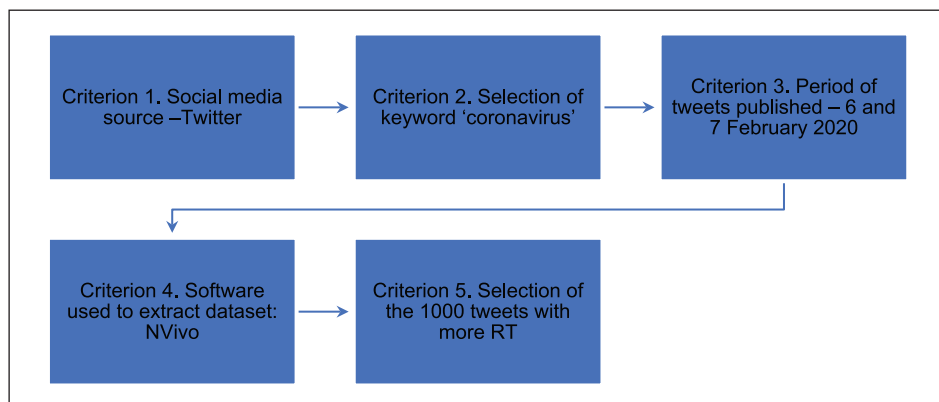 Criterion 1. Social media
source –Twitter
Criterion 2. Selection of
keyword ‘coronavirus’
Criterion 3. Period of
tweets published – 6 and
7 February 2020
Criterion 4. Software
used to extract dataset:
NVivo
Criterion 5. Selection of
the 1000 tweets with
more RT